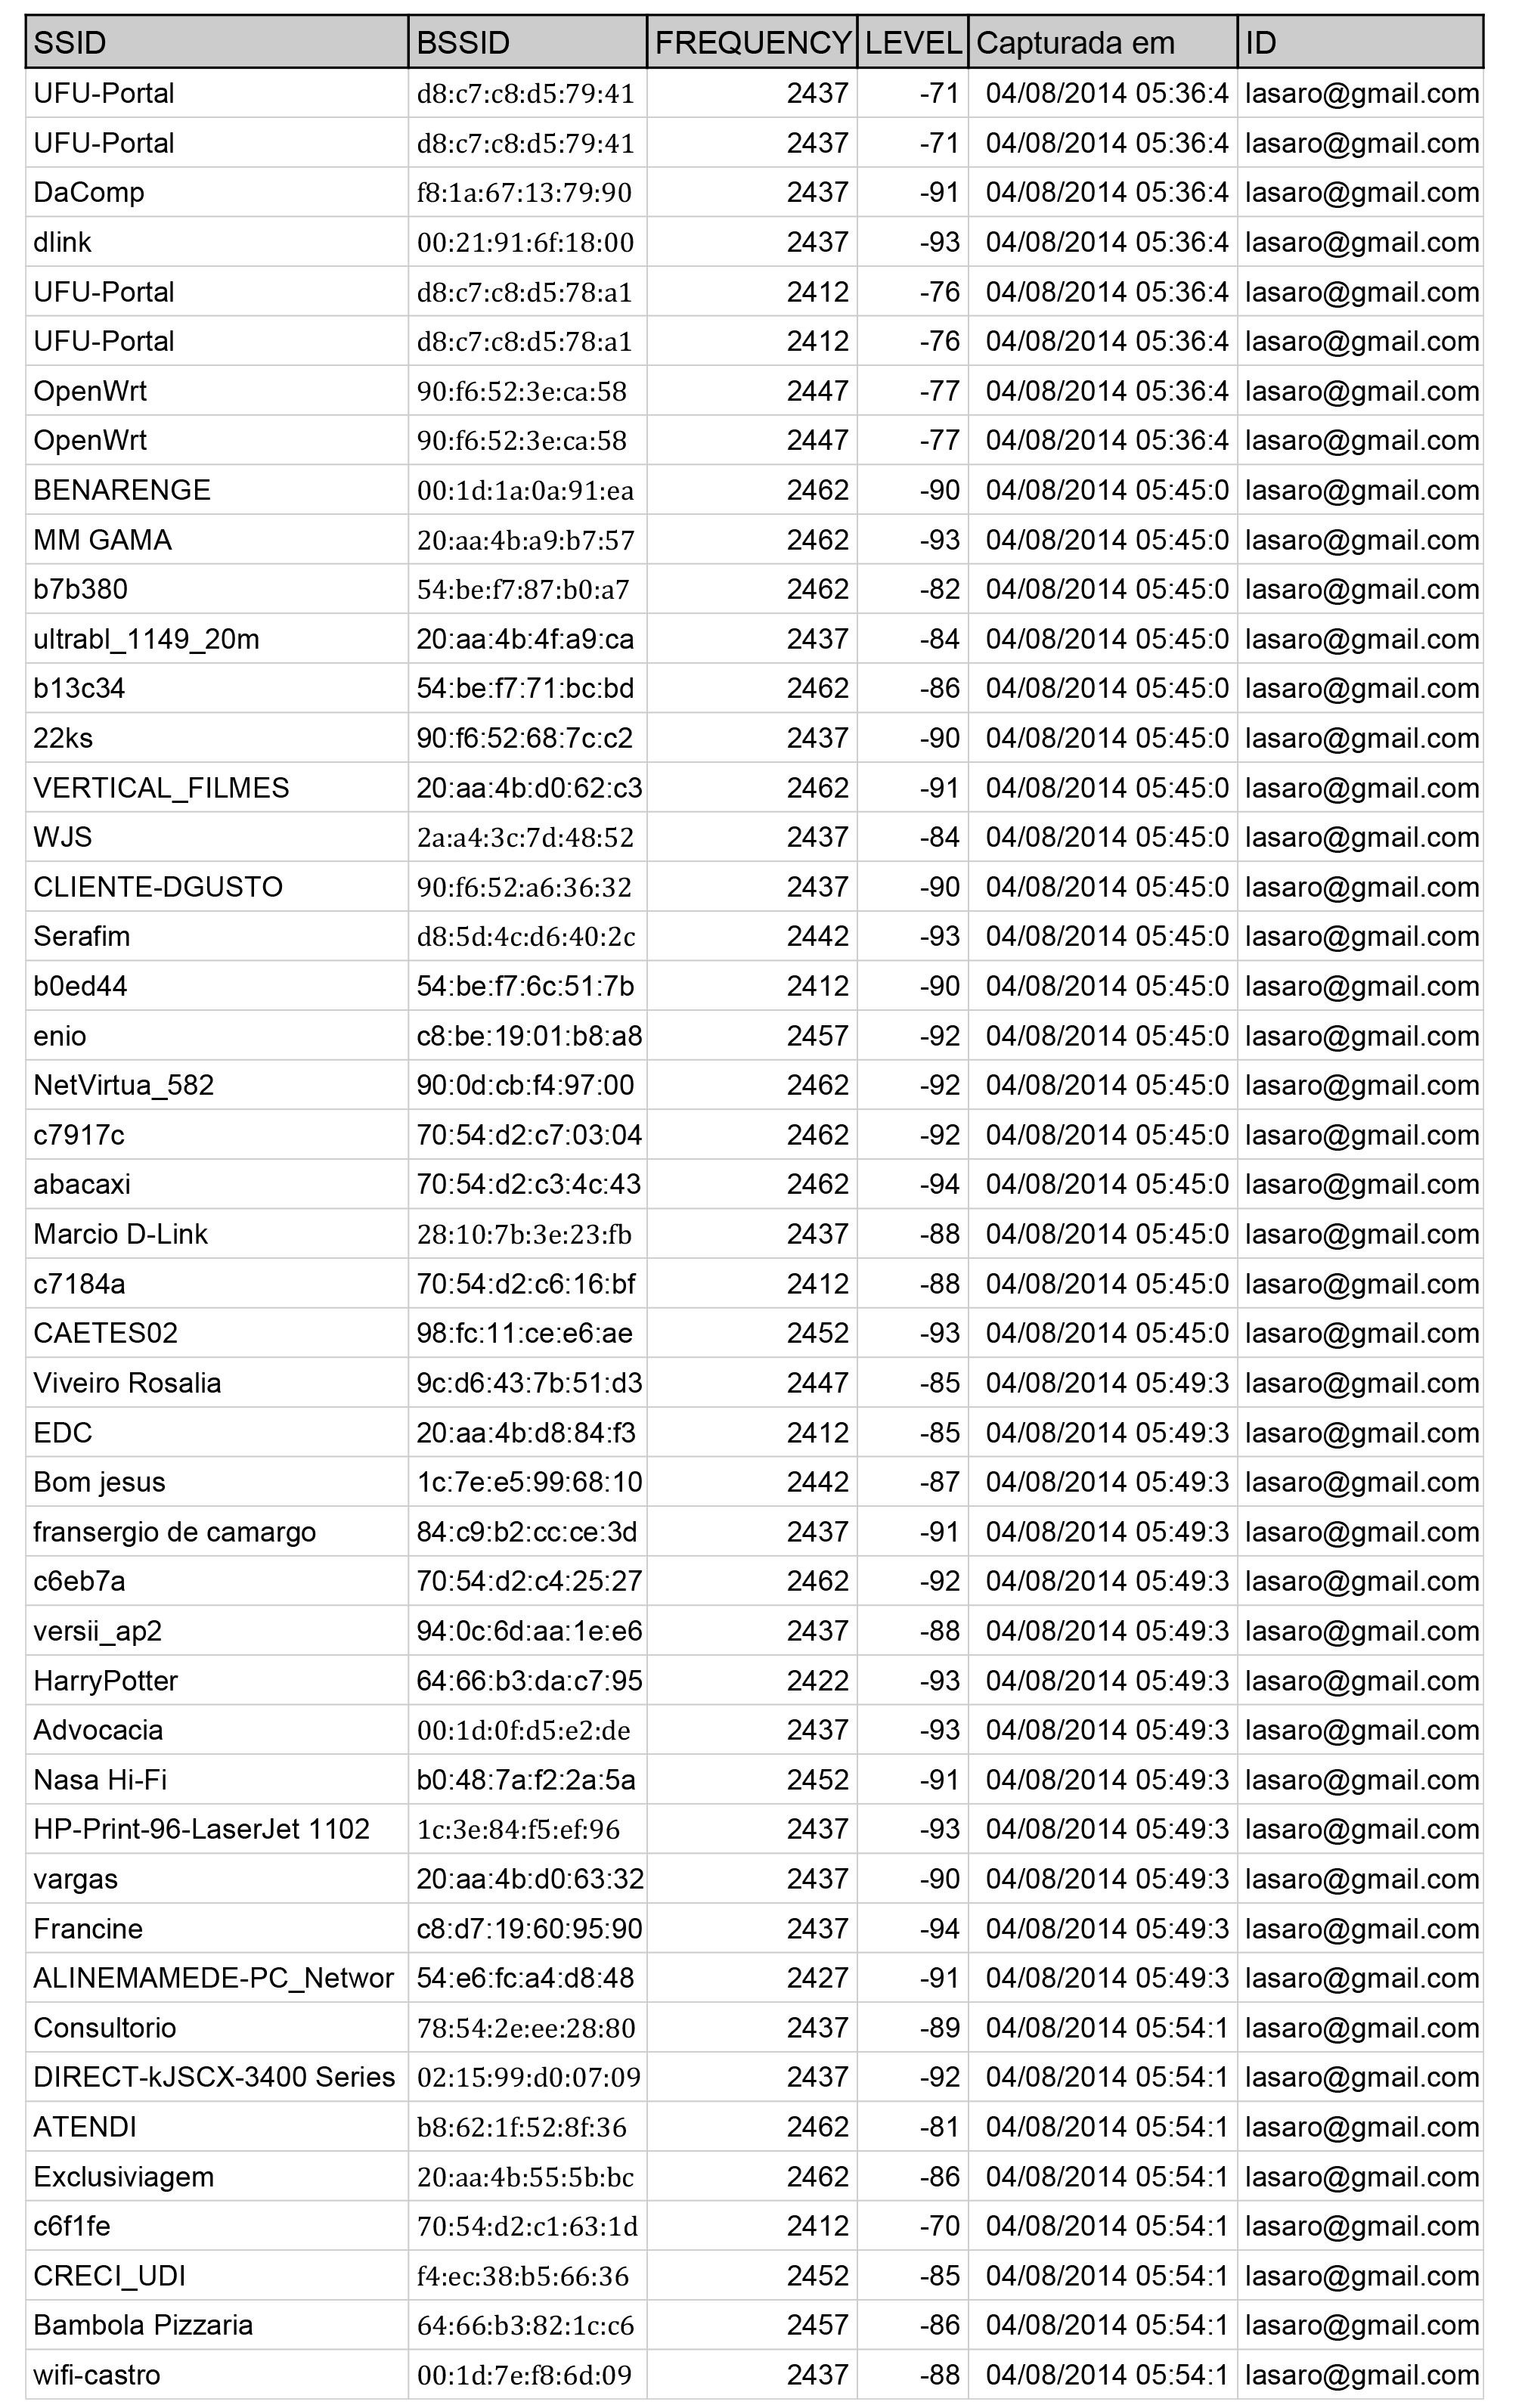 SSID BSSID FREQUENCY LEVEL Capturada em ID
UFU-Portal d8:c7:c8:d5:79:41 2437 -71 04/08/2014 05:36:4 lasaro@gmail.com
UFU-Portal d8:c7:c8:d5:79:41 2437 -71 04/08/2014 05:36:4 lasaro@gmail.com
DaComp f8:1a:67:13:79:90 2437 -91 04/08/2014 05:36:4 lasaro@gmail.com
dlink 00:21:91:6f:18:00 2437 -93 04/08/2014 05:36:4 lasaro@gmail.com
UFU-Portal d8:c7:c8:d5:78:a1 2412 -76 04/08/2014 05:36:4 lasaro@gmail.com
UFU-Portal d8:c7:c8:d5:78:a1 2412 -76 04/08/2014 05:36:4 lasaro@gmail.com
OpenWrt 90:f6:52:3e:ca:58 2447 -77 04/08/2014 05:36:4 lasaro@gmail.com
OpenWrt 90:f6:52:3e:ca:58 2447 -77 04/08/2014 05:36:4 lasaro@gmail.com
BENARENGE 00:1d:1a:0a:91:ea 2462 -90 04/08/2014 05:45:0 lasaro@gmail.com
MM GAMA 20:aa:4b:a9:b7:57 2462 -93 04/08/2014 05:45:0 lasaro@gmail.com
b7b380 54:be:f7:87:b0:a7 2462 -82 04/08/2014 05:45:0 lasaro@gmail.com
ultrabl_1149_20m 20:aa:4b:4f:a9:ca 2437 -84 04/08/2014 05:45:0 lasaro@gmail.com
b13c34 54:be:f7:71:bc:bd 2462 -86 04/08/2014 05:45:0 lasaro@gmail.com
22ks 90:f6:52:68:7c:c2 2437 -90 04/08/2014 05:45:0 lasaro@gmail.com
VERTICAL_FILMES 20:aa:4b:d0:62:c3 2462 -91 04/08/2014 05:45:0 lasaro@gmail.com
WJS 2a:a4:3c:7d:48:52 2437 -84 04/08/2014 05:45:0 lasaro@gmail.com
CLIENTE-DGUSTO 90:f6:52:a6:36:32 2437 -90 04/08/2014 05:45:0 lasaro@gmail.com
Serafim d8:5d:4c:d6:40:2c 2442 -93 04/08/2014 05:45:0 lasaro@gmail.com
b0ed44 54:be:f7:6c:51:7b 2412 -90 04/08/2014 05:45:0 lasaro@gmail.com
enio c8:be:19:01:b8:a8 2457 -92 04/08/2014 05:45:0 lasaro@gmail.com
NetVirtua_582 90:0d:cb:f4:97:00 2462 -92 04/08/2014 05:45:0 lasaro@gmail.com
c7917c 70:54:d2:c7:03:04 2462 -92 04/08/2014 05:45:0 lasaro@gmail.com
abacaxi 70:54:d2:c3:4c:43 2462 -94 04/08/2014 05:45:0 lasaro@gmail.com
Marcio D-Link 28:10:7b:3e:23:fb 2437 -88 04/08/2014 05:45:0 lasaro@gmail.com
c7184a 70:54:d2:c6:16:bf 2412 -88 04/08/2014 05:45:0 lasaro@gmail.com
CAETES02 98:fc:11:ce:e6:ae 2452 -93 04/08/2014 05:45:0 lasaro@gmail.com
Viveiro Rosalia 9c:d6:43:7b:51:d3 2447 -85 04/08/2014 05:49:3 lasaro@gmail.com
EDC 20:aa:4b:d8:84:f3 2412 -85 04/08/2014 05:49:3 lasaro@gmail.com
Bom jesus 1c:7e:e5:99:68:10 2442 -87 04/08/2014 05:49:3 lasaro@gmail.com
fransergio de camargo 84:c9:b2:cc:ce:3d 2437 -91 04/08/2014 05:49:3 lasaro@gmail.com
c6eb7a 70:54:d2:c4:25:27 2462 -92 04/08/2014 05:49:3 lasaro@gmail.com
versii_ap2 94:0c:6d:aa:1e:e6 2437 -88 04/08/2014 05:49:3 lasaro@gmail.com
HarryPotter 64:66:b3:da:c7:95 2422 -93 04/08/2014 05:49:3 lasaro@gmail.com
Advocacia 00:1d:0f:d5:e2:de 2437 -93 04/08/2014 05:49:3 lasaro@gmail.com
Nasa Hi-Fi b0:48:7a:f2:2a:5a 2452 -91 04/08/2014 05:49:3 lasaro@gmail.com
HP-Print-96-LaserJet 1102 1c:3e:84:f5:ef:96 2437 -93 04/08/2014 05:49:3 lasaro@gmail.com
vargas 20:aa:4b:d0:63:32 2437 -90 04/08/2014 05:49:3 lasaro@gmail.com
Francine c8:d7:19:60:95:90 2437 -94 04/08/2014 05:49:3 lasaro@gmail.com
ALINEMAMEDE-PC_Networ 54:e6:fc:a4:d8:48 2427 -91 04/08/2014 05:49:3 lasaro@gmail.com
Consultorio 78:54:2e:ee:28:80 2437 -89 04/08/2014 05:54:1 lasaro@gmail.com
DIRECT-kJSCX-3400 Series 02:15:99:d0:07:09 2437 -92 04/08/2014 05:54:1 lasaro@gmail.com
ATENDI b8:62:1f:52:8f:36 2462 -81 04/08/2014 05:54:1 lasaro@gmail.com
Exclusiviagem 20:aa:4b:55:5b:bc 2462 -86 04/08/2014 05:54:1 lasaro@gmail.com
c6f1fe 70:54:d2:c1:63:1d 2412 -70 04/08/2014 05:54:1 lasaro@gmail.com
CRECI_UDI f4:ec:38:b5:66:36 2452 -85 04/08/2014 05:54:1 lasaro@gmail.com
Bambola Pizzaria 64:66:b3:82:1c:c6 2457 -86 04/08/2014 05:54:1 lasaro@gmail.com
wifi-castro 00:1d:7e:f8:6d:09 2437 -88 04/08/2014 05:54:1 lasaro@gmail.com